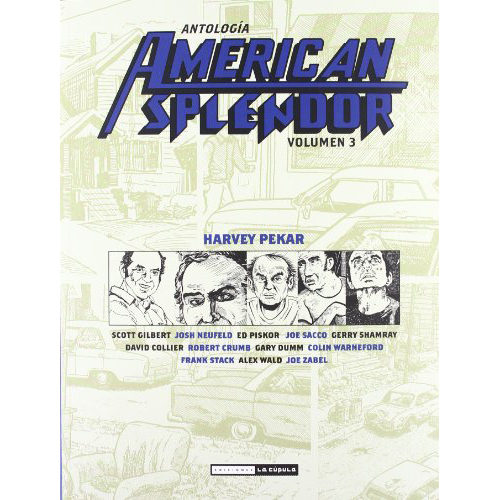 ANTOLOGÍA
AMERICAN
SPLENDOR
VOLUMEN 3
HARVEY PEKAR
SCOTT GILBERT JOSH NEUFELD ED PISKOR JOE SACCO GERRY SHAMRAY
DAVID COLLIER ROBERT CRUMB GARY DUMM COLIN WARNEFORD
FRANK STACK ALEX WALD JOE ZABEL
EDICIONES LA CÚPULA